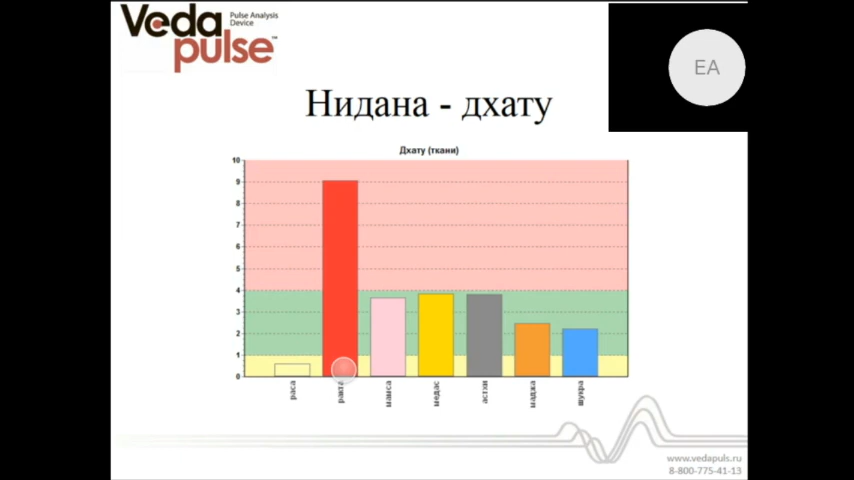 Veda Pulse Analysis
Device
pulse™
EA
Нидана - дхату
Дхату (ткани)
10
9
8
7
6
5
4
3
2
1
0
раса
ракта
мамса
медас
астхи
маджа
шукра
www.vedapuls.ru
8-800-775-41-13